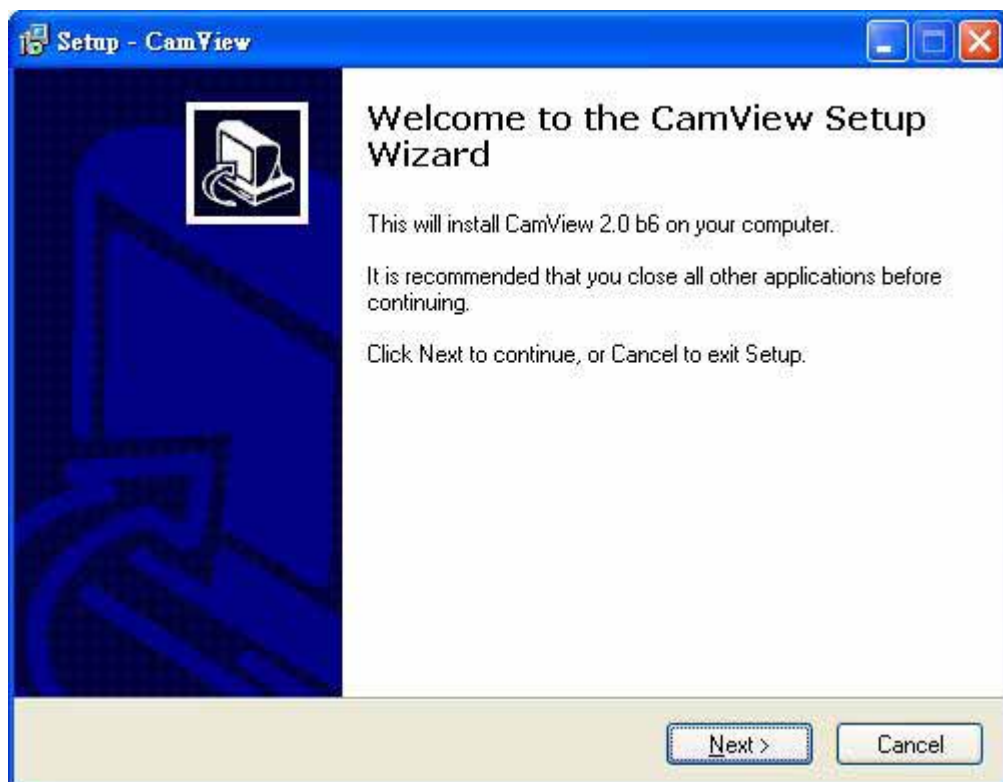 Setup - CamView
Welcome to the CamView Setup
Wizard
This will install CamView 2.0 b6 on your computer.
It is recommended that you close all other applications before
continuing.
Click Next to continue, or Cancel to exit Setup.
Next >
Cancel